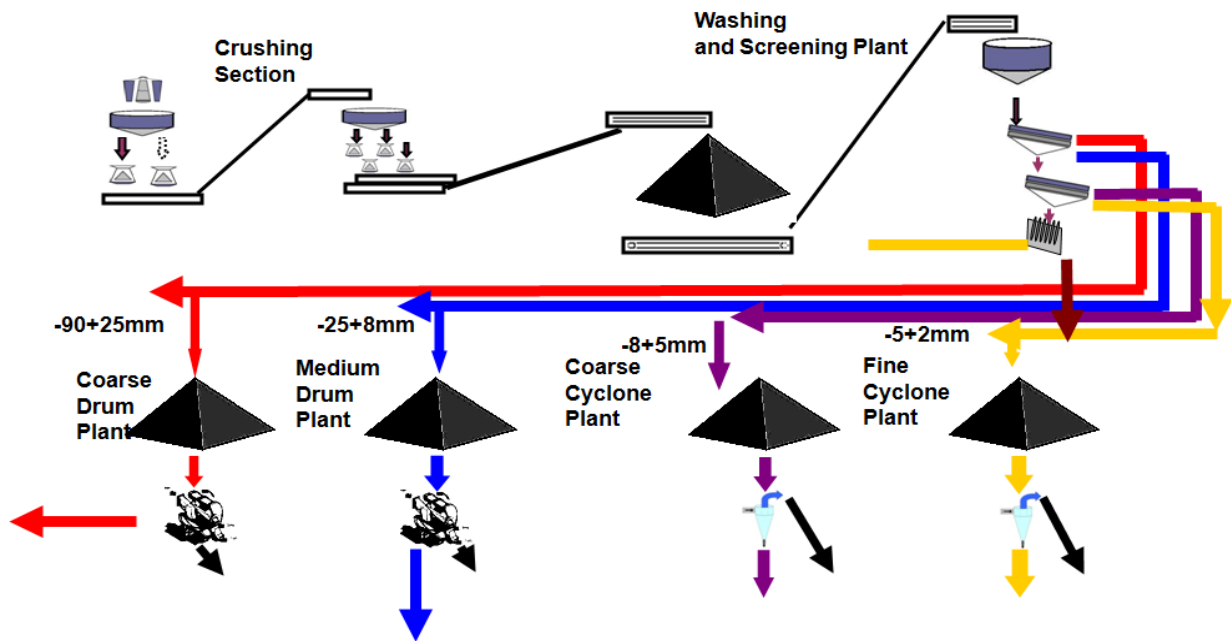 Crushing
Section
Washing
and Screening Plant
-90+25mm
-25+8mm
-8+5mm
-5+2mm
Coarse
Drum
Plant
Medium
Drum
Plant
Coarse
Cyclone
Plant
Fine
Cyclone
Plant